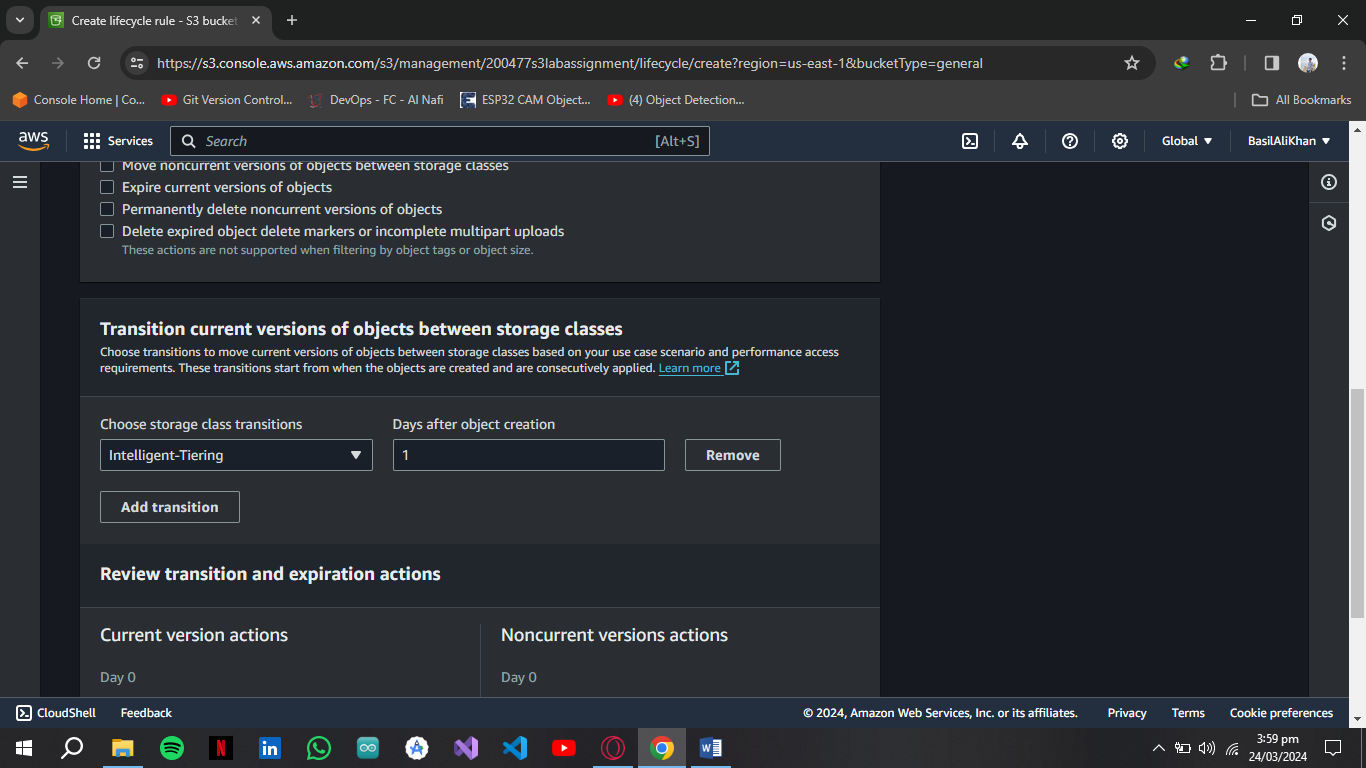 Create lifecycle rule - S3 bucket
https://s3.console.aws.amazon.com/s3/management/200477s3labassignment/lifecycle/create?region=us-east-1&bucketType=general
Console Home | Co...
Git Version Control...
DevOps - FC - Al Nafi
ESP32 CAM Object...
(4) Object Detection...
All Bookmarks
aws
Services
Search
[Alt+S]
Global
BasilAliKhan
Move noncurrent versions of objects between storage classes
Expire current versions of objects
Permanently delete noncurrent versions of objects
Delete expired object delete markers or incomplete multipart uploads
These actions are not supported when filtering by object tags or object size.
Transition current versions of objects between storage classes
Choose transitions to move current versions of objects between storage classes based on your use case scenario and performance access
requirements. These transitions start from when the objects are created and are consecutively applied. Learn more
Choose storage class transitions
Days after object creation
Intelligent-Tiering
1
Remove
Add transition
Review transition and expiration actions
Current version actions
Noncurrent versions actions
Day 0
Day 0
CloudShell
Feedback
© 2024, Amazon Web Services, Inc. or its affiliates.
Privacy
Terms
Cookie preferences
3:59 pm
24/03/2024